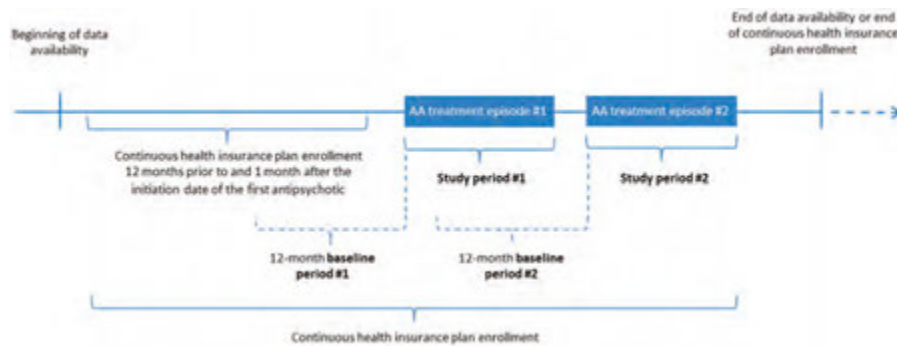 Beginning of data
availability
End of data availability or end
of continuous health insurance
plan enrollment
AA treatment episode #1
AA treatment episode #2
Continuous health insurance plan enrollment
12 months prior to and 1 month after the
initiation date of the first antipsychotic
Study period #1
Study period #2
12-month baseline
period #1
12-month baseline
period #2
Continuous health insurance plan enrollment